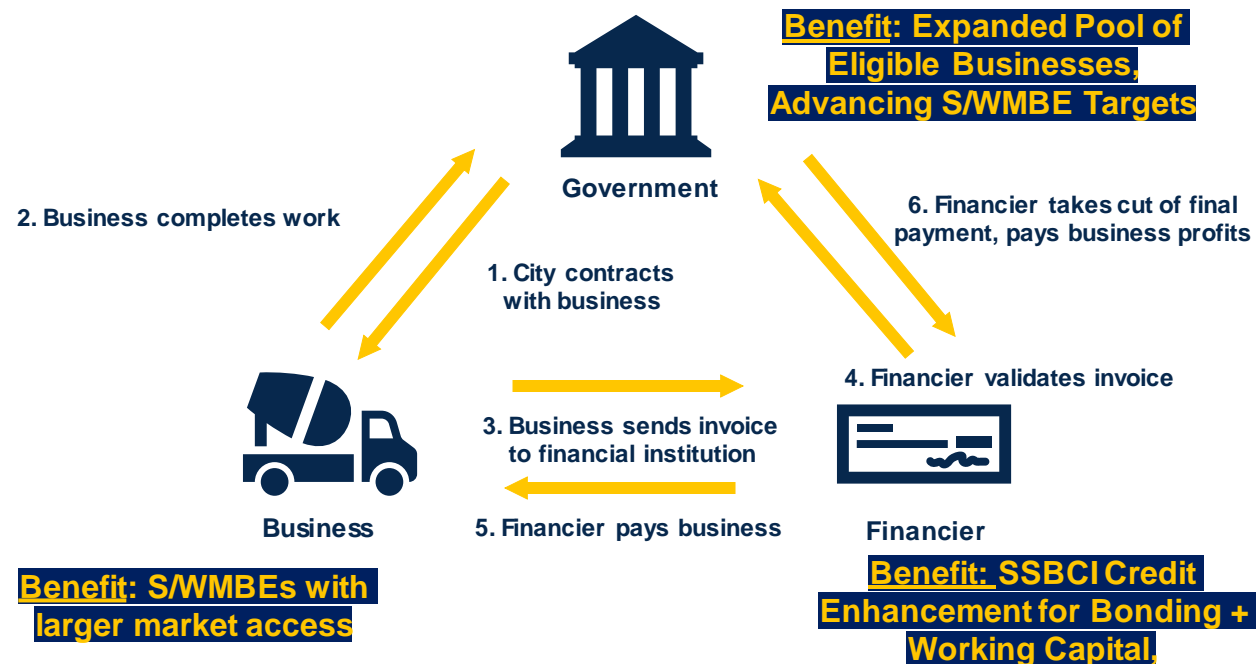 Benefit: Expanded Pool of
Eligible Businesses,
Advancing S/WMBE Targets
Government
2. Business completes work
6. Financier takes cut of final
payment, pays business profits
1. City contracts
with business
4. Financier validates invoice
3. Business sends invoice
to financial institution
Business
5. Financier pays business
Financier
Benefit: S/WMBEs with
larger market access
Benefit: SSBCI Credit
Enhancement for Bonding +
Working Capital,